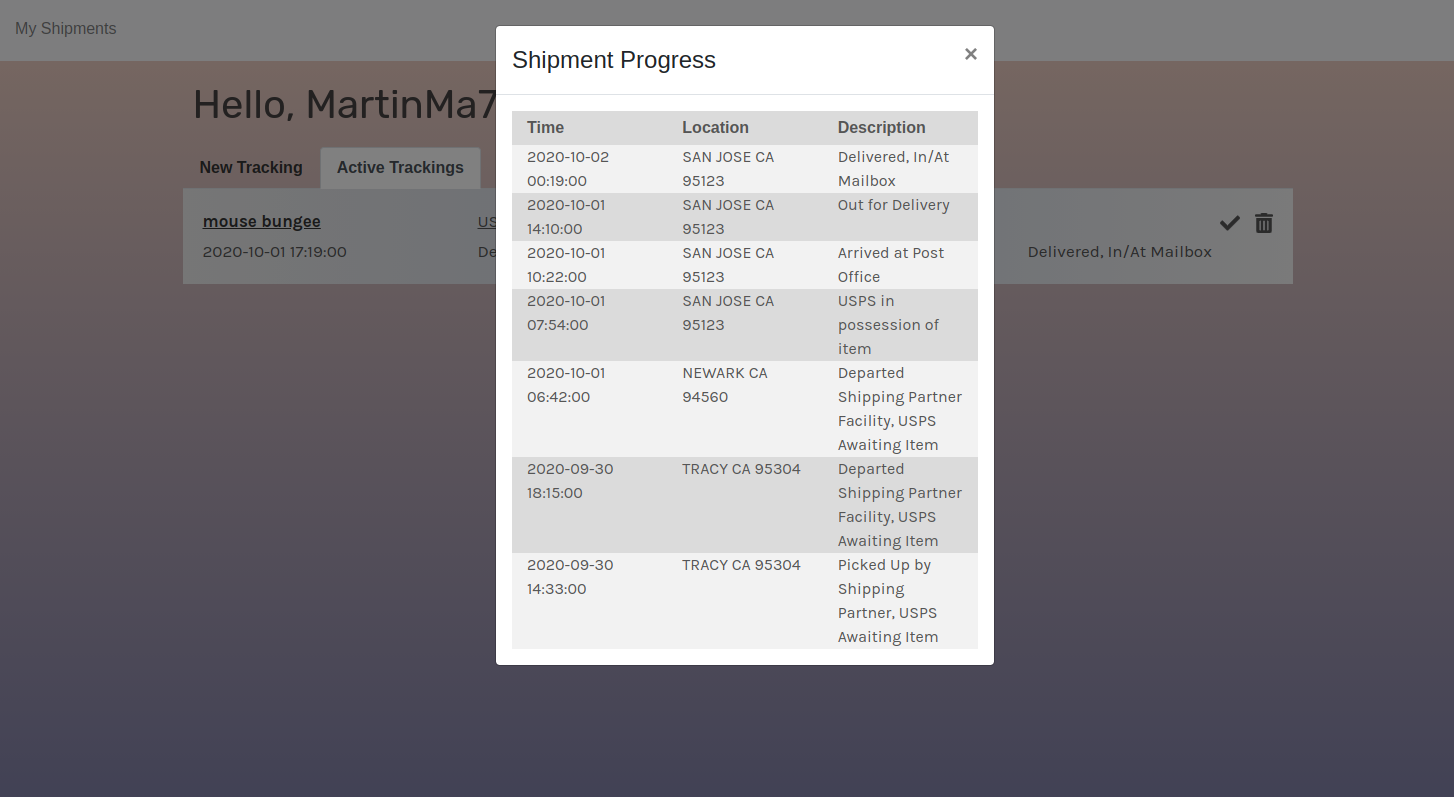 My Shipments
Hello, MartinMa7
New Tracking
Active Trackings
mouse bungee
US
2020-10-01 17:19:00
De
Delivered, In/At Mailbox
Shipment Progress
×
Time Location Description
2020-10-02 SAN JOSE CA Delivered, In/At
00:19:00 95123 Mailbox
2020-10-01 SAN JOSE CA Out for Delivery
14:10:00 95123
2020-10-01 SAN JOSE CA Arrived at Post
10:22:00 95123 Office
2020-10-01 SAN JOSE CA USPS in
07:54:00 95123 possession of
item
2020-10-01 NEWARK CA Departed
06:42:00 94560 Shipping Partner
Facility, USPS
Awaiting Item
2020-09-30 TRACY CA 95304 Departed
18:15:00 Shipping Partner
Facility, USPS
Awaiting Item
2020-09-30 TRACY CA 95304 Picked Up by
14:33:00 Shipping
Partner, USPS
Awaiting Item